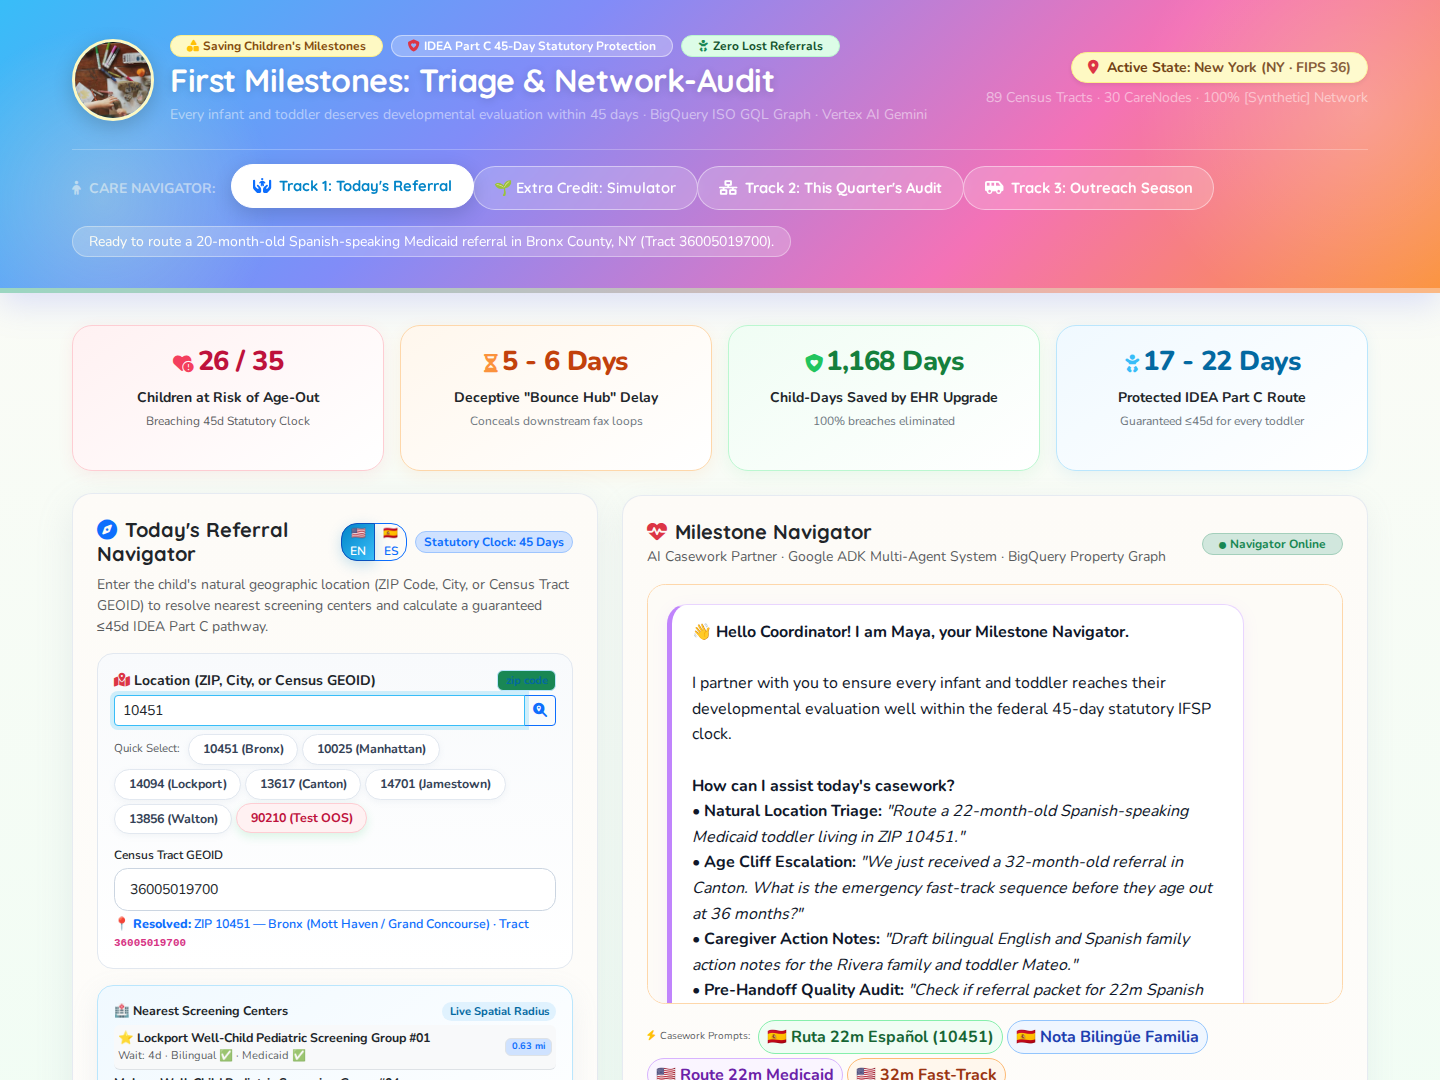 Saving Children's Milestones
IDEA Part C 45-Day Statutory Protection
Zero Lost Referrals
First Milestones: Triage & Network-Audit
Every infant and toddler deserves developmental evaluation within 45 days · BigQuery ISO GQL Graph · Vertex AI Gemini
Active State: New York (NY · FIPS 36)
89 Census Tracts · 30 CareNodes · 100% [Synthetic] Network
CARE NAVIGATOR:
Track 1: Today's Referral
🌱 Extra Credit: Simulator
Track 2: This Quarter's Audit
Track 3: Outreach Season
Ready to route a 20-month-old Spanish-speaking Medicaid referral in Bronx County, NY (Tract 36005019700).
26 / 35
Children at Risk of Age-Out
Breaching 45d Statutory Clock
5 - 6 Days
Deceptive "Bounce Hub" Delay
Conceals downstream fax loops
1,168 Days
Child-Days Saved by EHR Upgrade
100% breaches eliminated
17 - 22 Days
Protected IDEA Part C Route
Guaranteed ≤45d for every toddler
Today's Referral
Navigator
🇺🇸 EN
🇪🇸 ES
Statutory Clock: 45 Days
Enter the child's natural geographic location (ZIP Code, City, or Census Tract
GEOID) to resolve nearest screening centers and calculate a guaranteed
≤45d IDEA Part C pathway.
Location (ZIP, City, or Census GEOID)
zip code
10451
Quick Select:
10451 (Bronx)
10025 (Manhattan)
14094 (Lockport)
13617 (Canton)
14701 (Jamestown)
13856 (Walton)
90210 (Test OOS)
Census Tract GEOID
36005019700
📍 Resolved: ZIP 10451 — Bronx (Mott Haven / Grand Concourse) · Tract
36005019700
🏥 Nearest Screening Centers
Live Spatial Radius
⭐ Lockport Well-Child Pediatric Screening Group #01
Wait: 4d · Bilingual ✅ · Medicaid ✅
0.63 mi
Milestone Navigator
AI Casework Partner · Google ADK Multi-Agent System · BigQuery Property Graph
● Navigator Online
👋 Hello Coordinator! I am Maya, your Milestone Navigator.
I partner with you to ensure every infant and toddler reaches their
developmental evaluation well within the federal 45-day statutory IFSP
clock.
How can I assist today's casework?
• Natural Location Triage: "Route a 22-month-old Spanish-speaking
Medicaid toddler living in ZIP 10451."
• Age Cliff Escalation: "We just received a 32-month-old referral in
Canton. What is the emergency fast-track sequence before they age out
at 36 months?"
• Caregiver Action Notes: "Draft bilingual English and Spanish family
action notes for the Rivera family and toddler Mateo."
• Pre-Handoff Quality Audit: "Check if referral packet for 22m Spanish
⚡ Casework Prompts:
🇪🇸 Ruta 22m Español (10451)
🇪🇸 Nota Bilingüe Familia
🇺🇸 Route 22m Medicaid
🇺🇸 32m Fast-Track